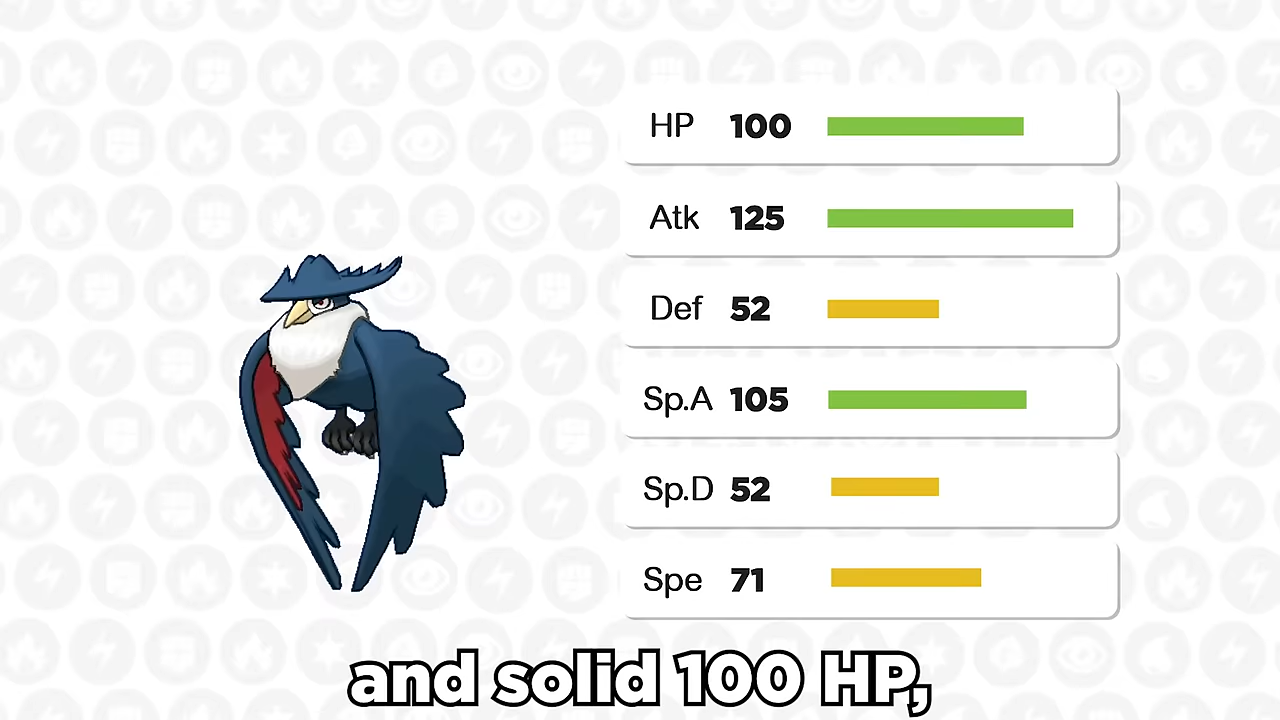 HP 100
Atk 125
Def 52
Sp.A 105
Sp.D 52
Spe 71
and solid 100 HP,